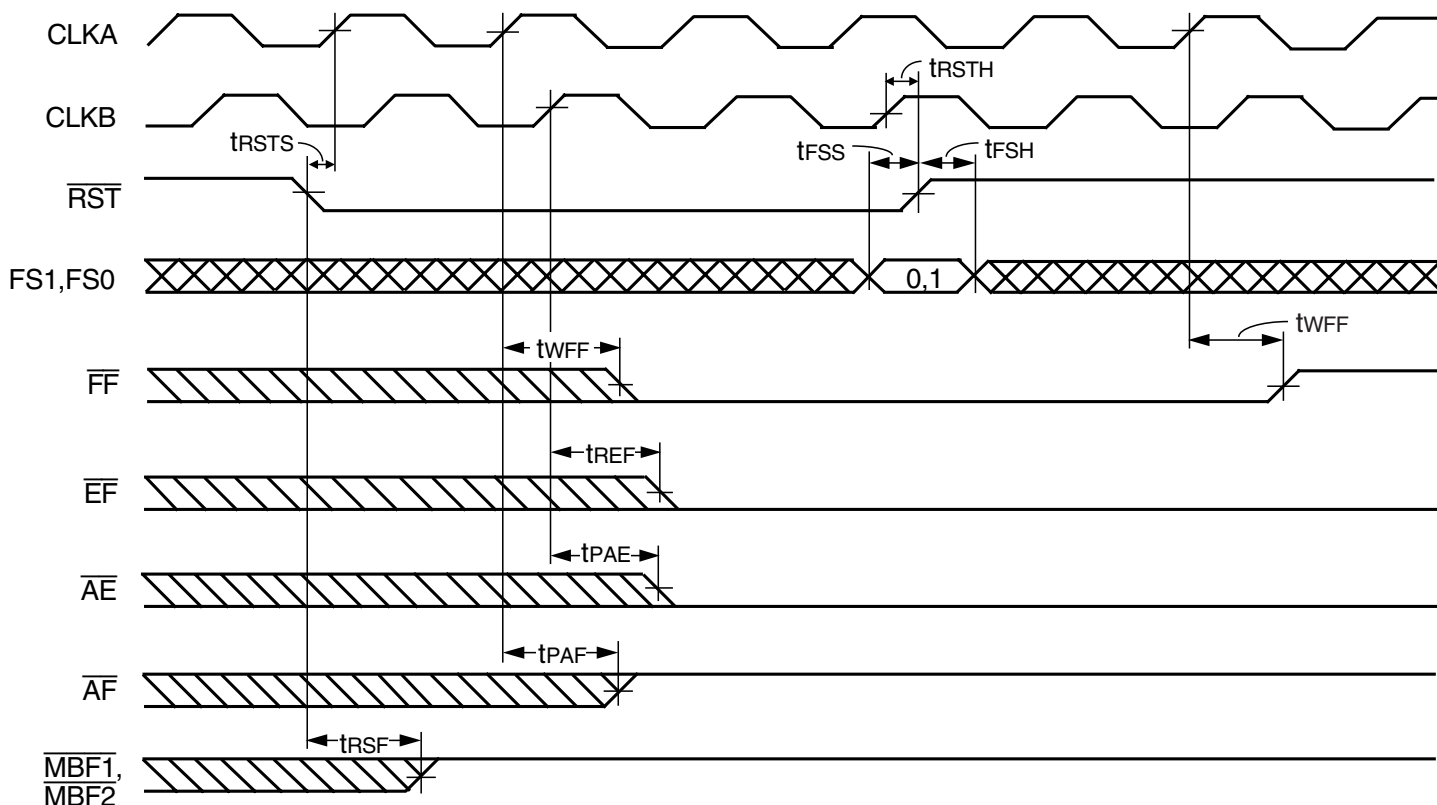 CLKA
tRSTH
CLKB
tRSTS
tFSS
tFSH
RST
FS1,FS0
0,1
tWFF
tWFF
FF
tREF
EF
tPAE
AE
tPAF
AF
tRSF
MBF1,
MBF2